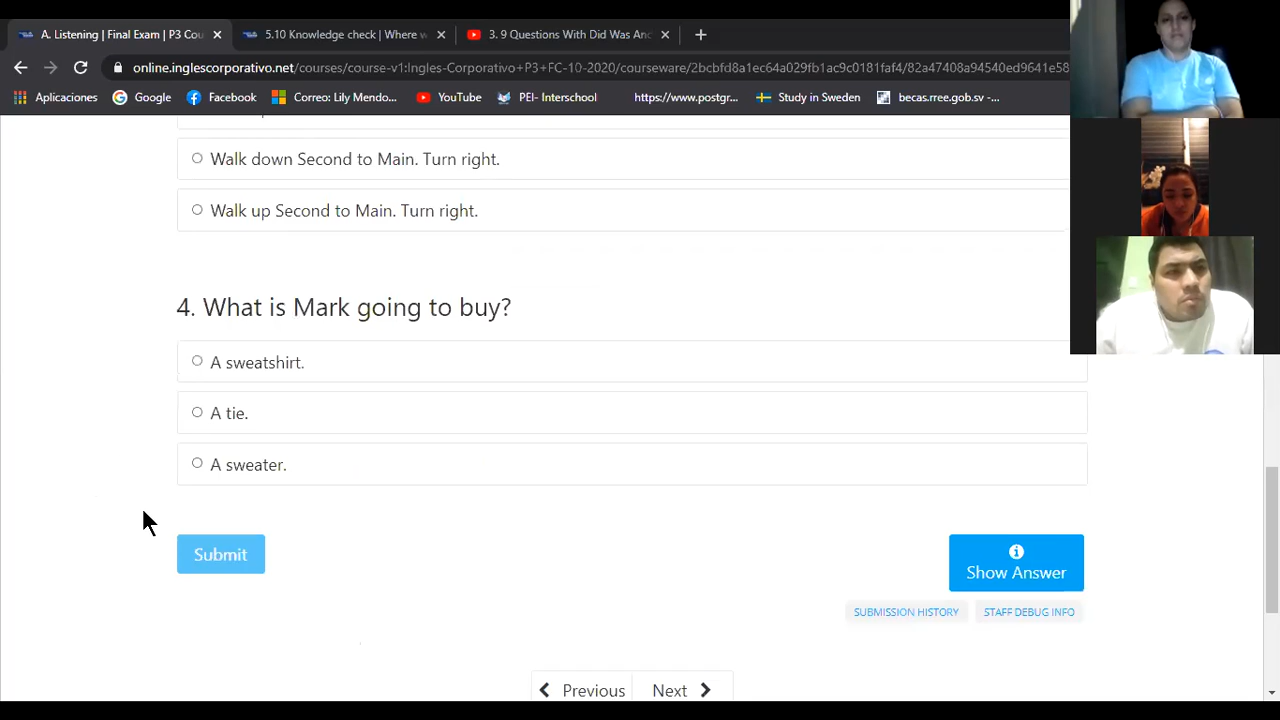 A. Listening | Final Exam | P3 Cou
5.10 Knowledge check | Where w
3. 9 Questions With Did Was And
online.inglescorporativo.net/courses/course-v1:Ingles-Corporativo+P3+FC-10-2020/courseware/2bcbfd8a1ec64a029fb1ac9c0181faf4/82a47408a94540ed9641e58
Aplicaciones
Google
Facebook
Correo: Lily Mendo...
YouTube
PEI- Interschool
https://www.postgr...
Study in Sweden
becas.rree.gob.sv -...
Walk down Second to Main. Turn right.
Walk up Second to Main. Turn right.
4. What is Mark going to buy?
A sweatshirt.
A tie.
A sweater.
Submit
Show Answer
SUBMISSION HISTORY
STAFF DEBUG INFO
Previous
Next